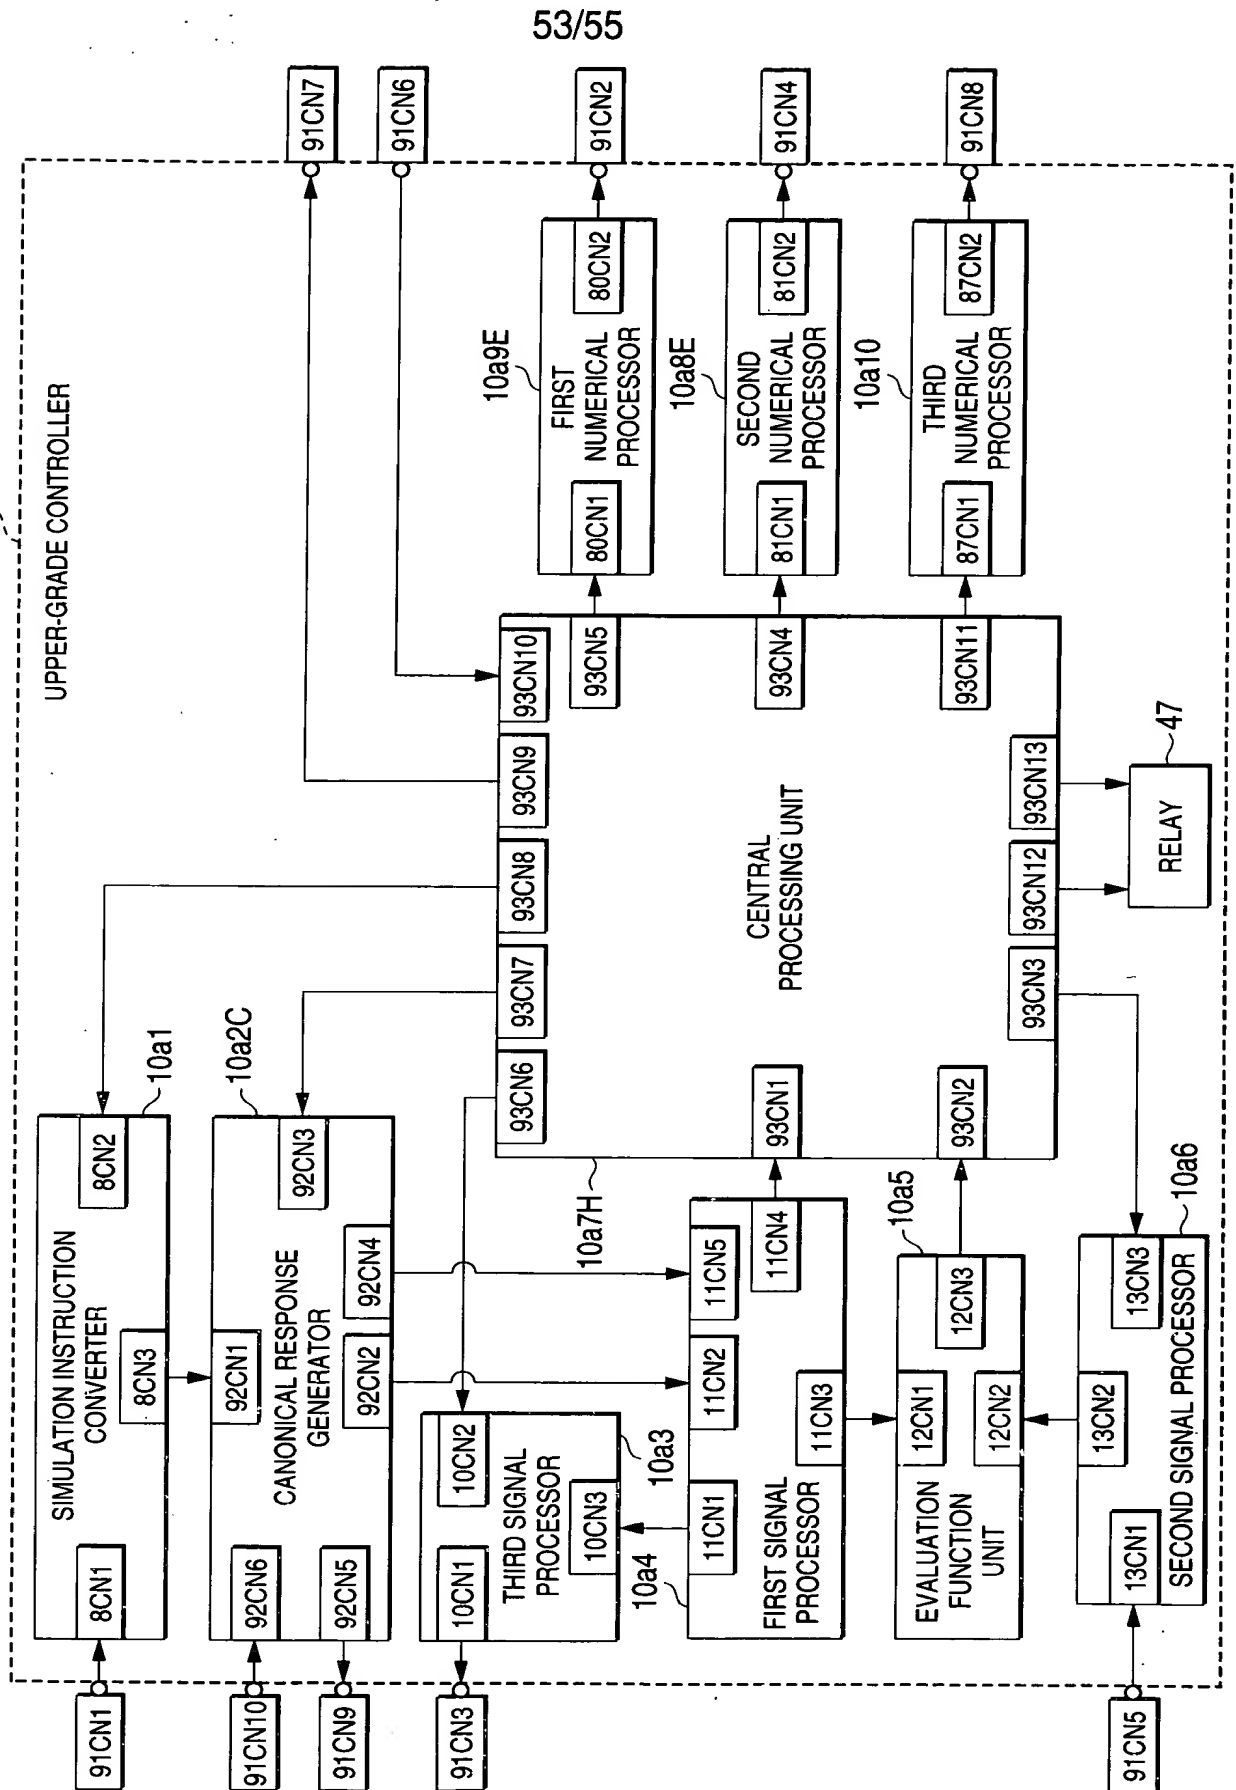 53/55
UPPER-GRADE CONTROLLER
91CN7
91CN6
91CN2
91CN4
91CN8
10a9E
FIRST
NUMERICAL
PROCESSOR
80CN1
80CN2
10a8E
SECOND
NUMERICAL
PROCESSOR
81CN1
81CN2
10a10
THIRD
NUMERICAL
PROCESSOR
87CN1
87CN2
CENTRAL
PROCESSING UNIT
10a7H
93CN6
93CN7
93CN8
93CN9
93CN10
93CN5
93CN4
93CN11
93CN1
93CN2
93CN3
93CN12
93CN13
RELAY
47
SIMULATION INSTRUCTION
CONVERTER
10a1
8CN1
8CN2
8CN3
CANONICAL RESPONSE
GENERATOR
10a2C
92CN1
92CN3
92CN6
92CN5
92CN2
92CN4
THIRD SIGNAL
PROCESSOR
10a3
10CN1
10CN2
10CN3
FIRST SIGNAL
PROCESSOR
10a4
11CN1
11CN2
11CN5
11CN4
11CN3
EVALUATION
FUNCTION
UNIT
10a5
12CN1
12CN3
12CN2
SECOND SIGNAL PROCESSOR
10a6
13CN1
13CN2
13CN3
91CN1
91CN10
91CN9
91CN3
91CN5